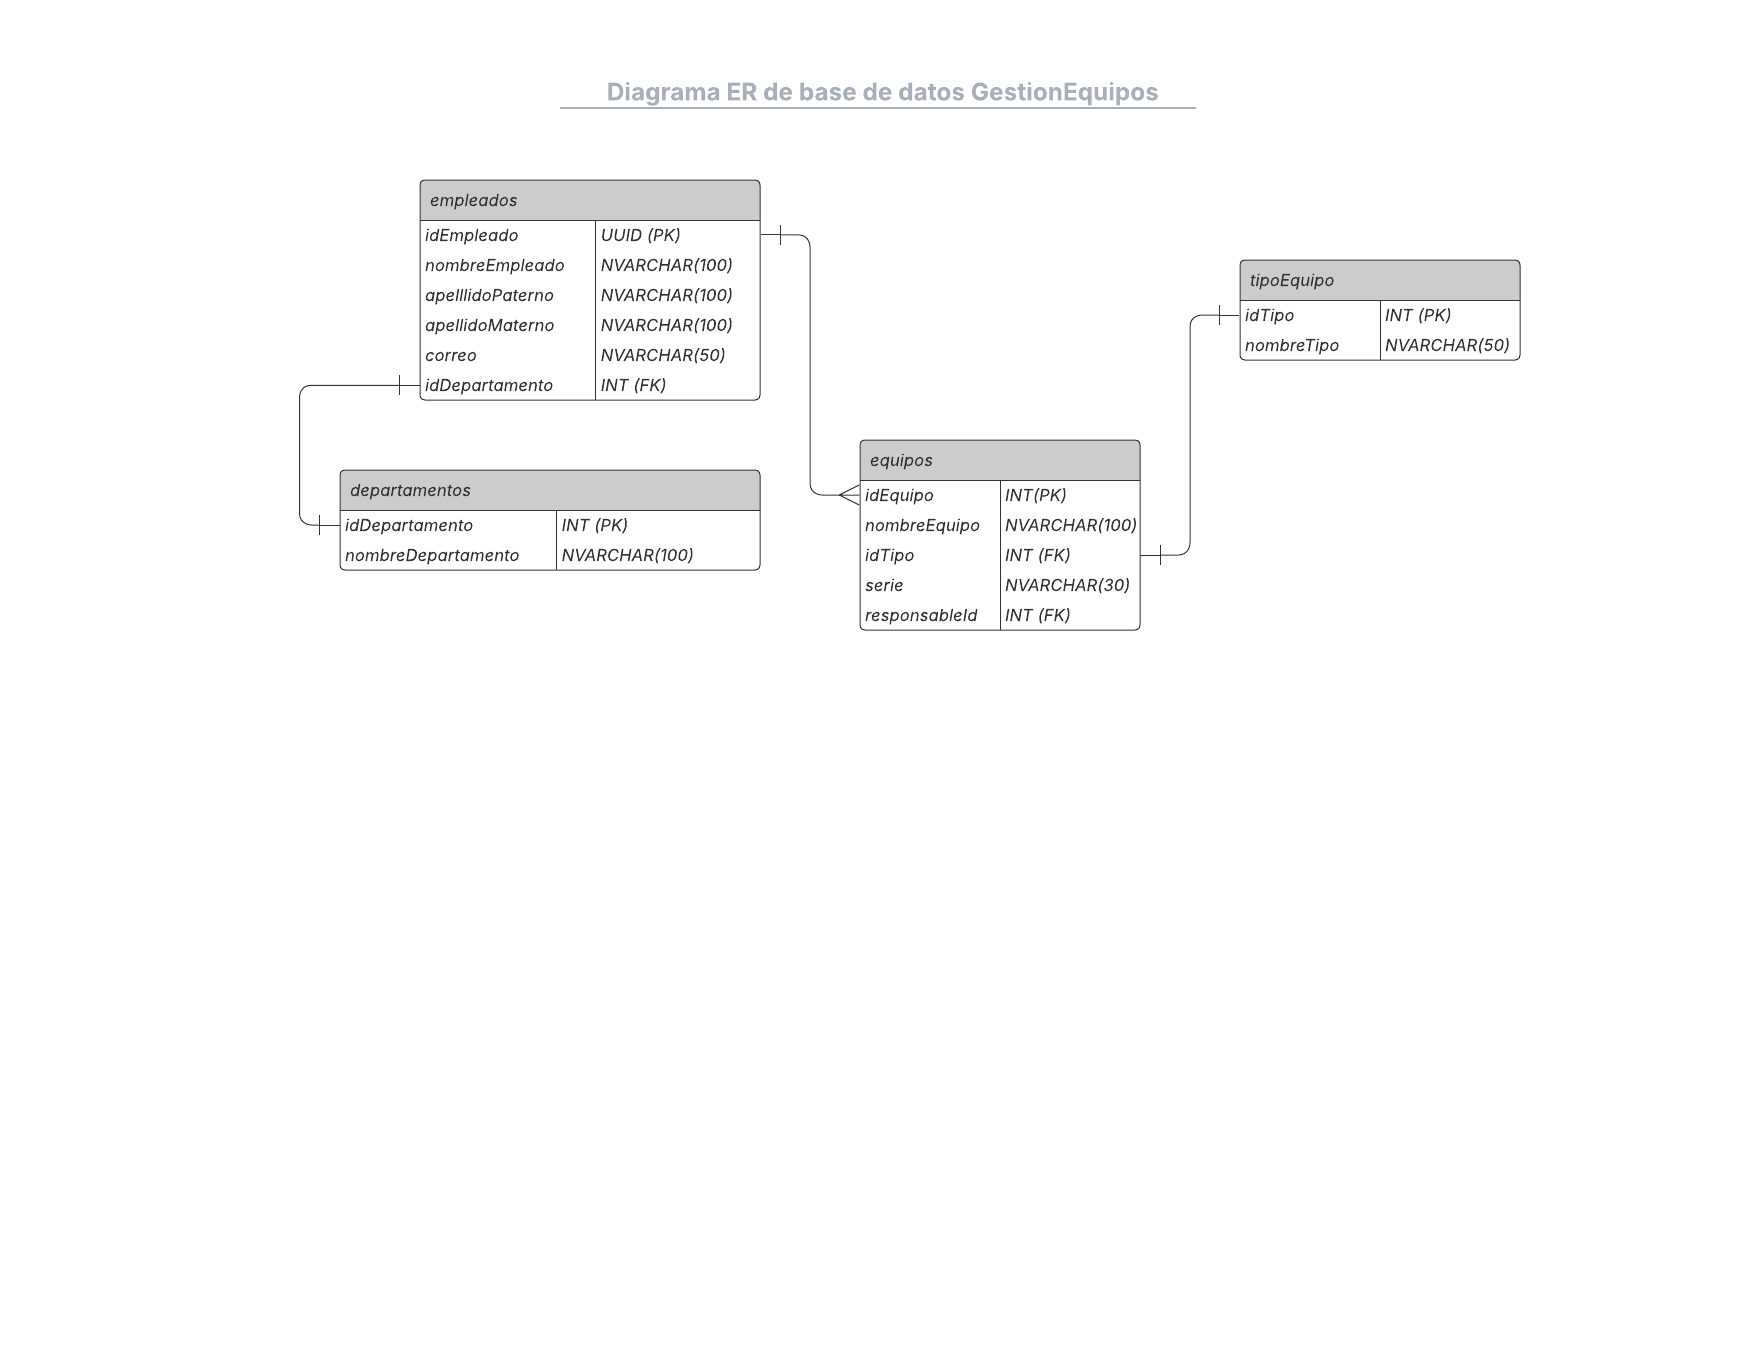 Diagrama ER de base de datos GestionEquipos
empleados
idEmpleado UUID (PK)
nombreEmpleado NVARCHAR(100)
apelllidoPaterno NVARCHAR(100)
apellidoMaterno NVARCHAR(100)
correo NVARCHAR(50)
idDepartamento INT (FK)
tipoEquipo
idTipo INT (PK)
nombreTipo NVARCHAR(50)
departamentos
idDepartamento INT (PK)
nombreDepartamento NVARCHAR(100)
equipos
idEquipo INT(PK)
nombreEquipo NVARCHAR(100)
idTipo INT (FK)
serie NVARCHAR(30)
responsableId INT (FK)